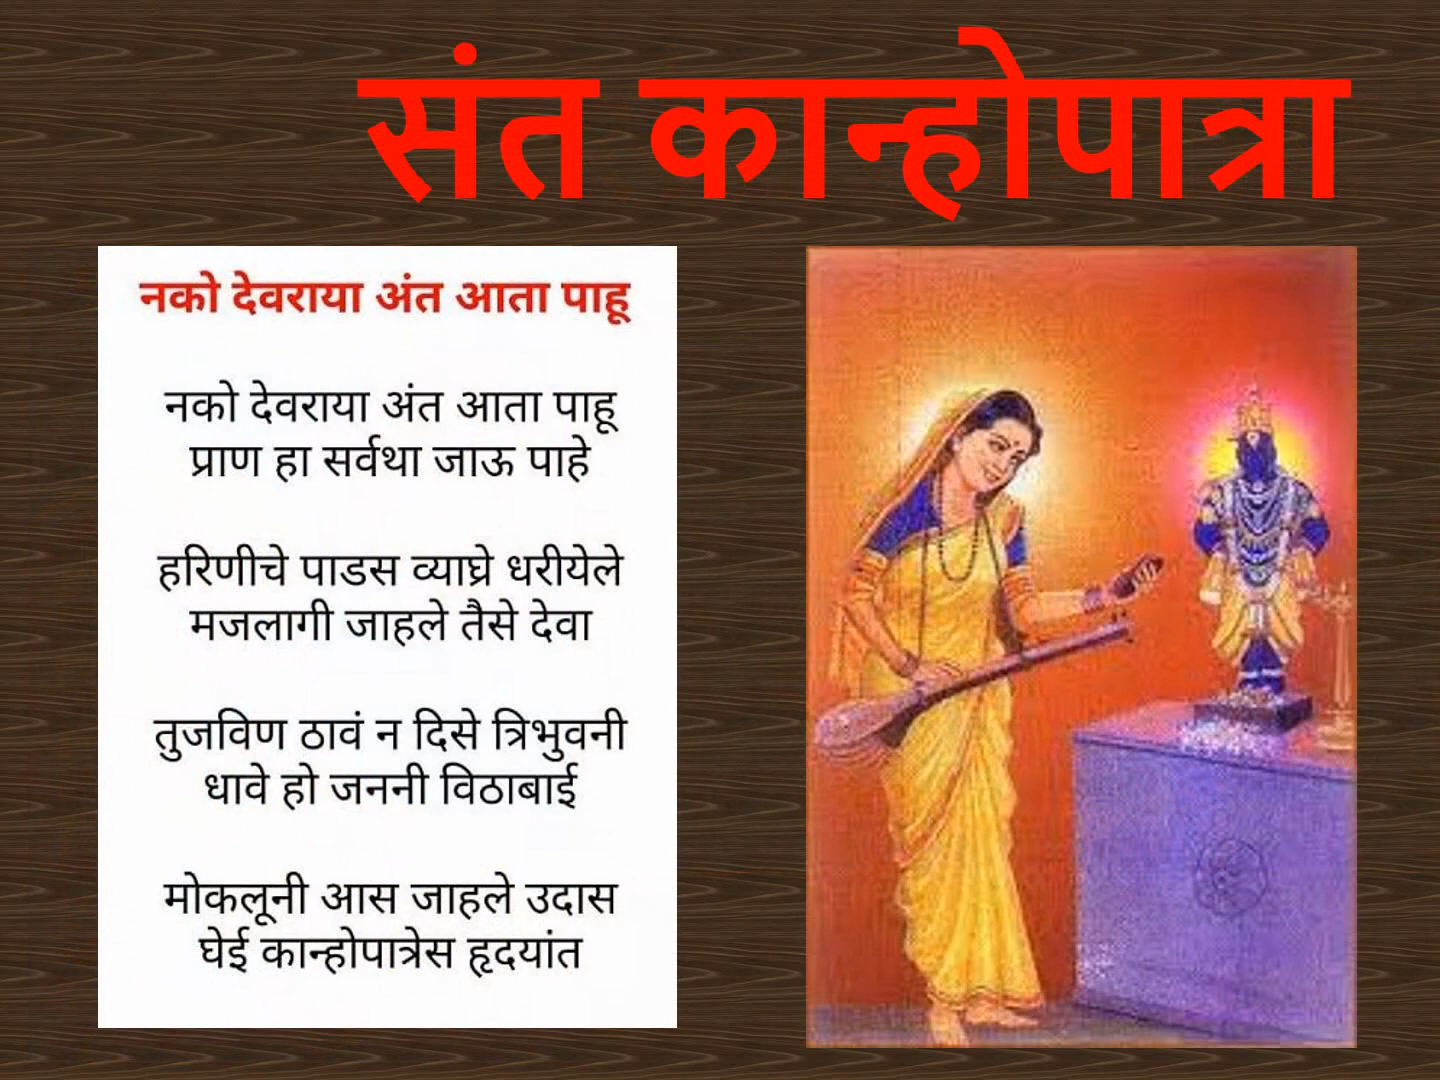 संत कान्होपात्रा
नको देवराया अंत आता पाहू
नको देवराया अंत आता पाहू
प्राण हा सर्वथा जाऊ पाहे
हरिणीचे पाडस व्याघ्रे धरीयेले
मजलागी जाहले तैसे देवा
तुजविण ठावं न दिसे त्रिभुवनी
धावे हो जननी विठाबाई
मोकलूनी आस जाहले उदास
घेई कान्होपात्रेस हृदयांत